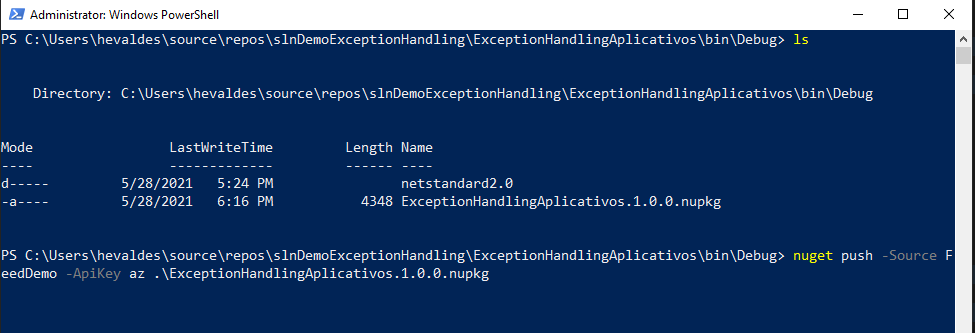 Administrator: Windows PowerShell
PS C:\Users\hevaldes\source\repos\slnDemoExceptionHandling\ExceptionHandlingAplicativos\bin\Debug> ls
    Directory: C:\Users\hevaldes\source\repos\slnDemoExceptionHandling\ExceptionHandlingAplicativos\bin\Debug
Mode                 LastWriteTime         Length Name
----                 -------------         ------ ----
d-----         5/28/2021   5:24 PM                netstandard2.0
-a----         5/28/2021   6:16 PM           4348 ExceptionHandlingAplicativos.1.0.0.nupkg
PS C:\Users\hevaldes\source\repos\slnDemoExceptionHandling\ExceptionHandlingAplicativos\bin\Debug> nuget push -Source F
eedDemo -ApiKey az .\ExceptionHandlingAplicativos.1.0.0.nupkg